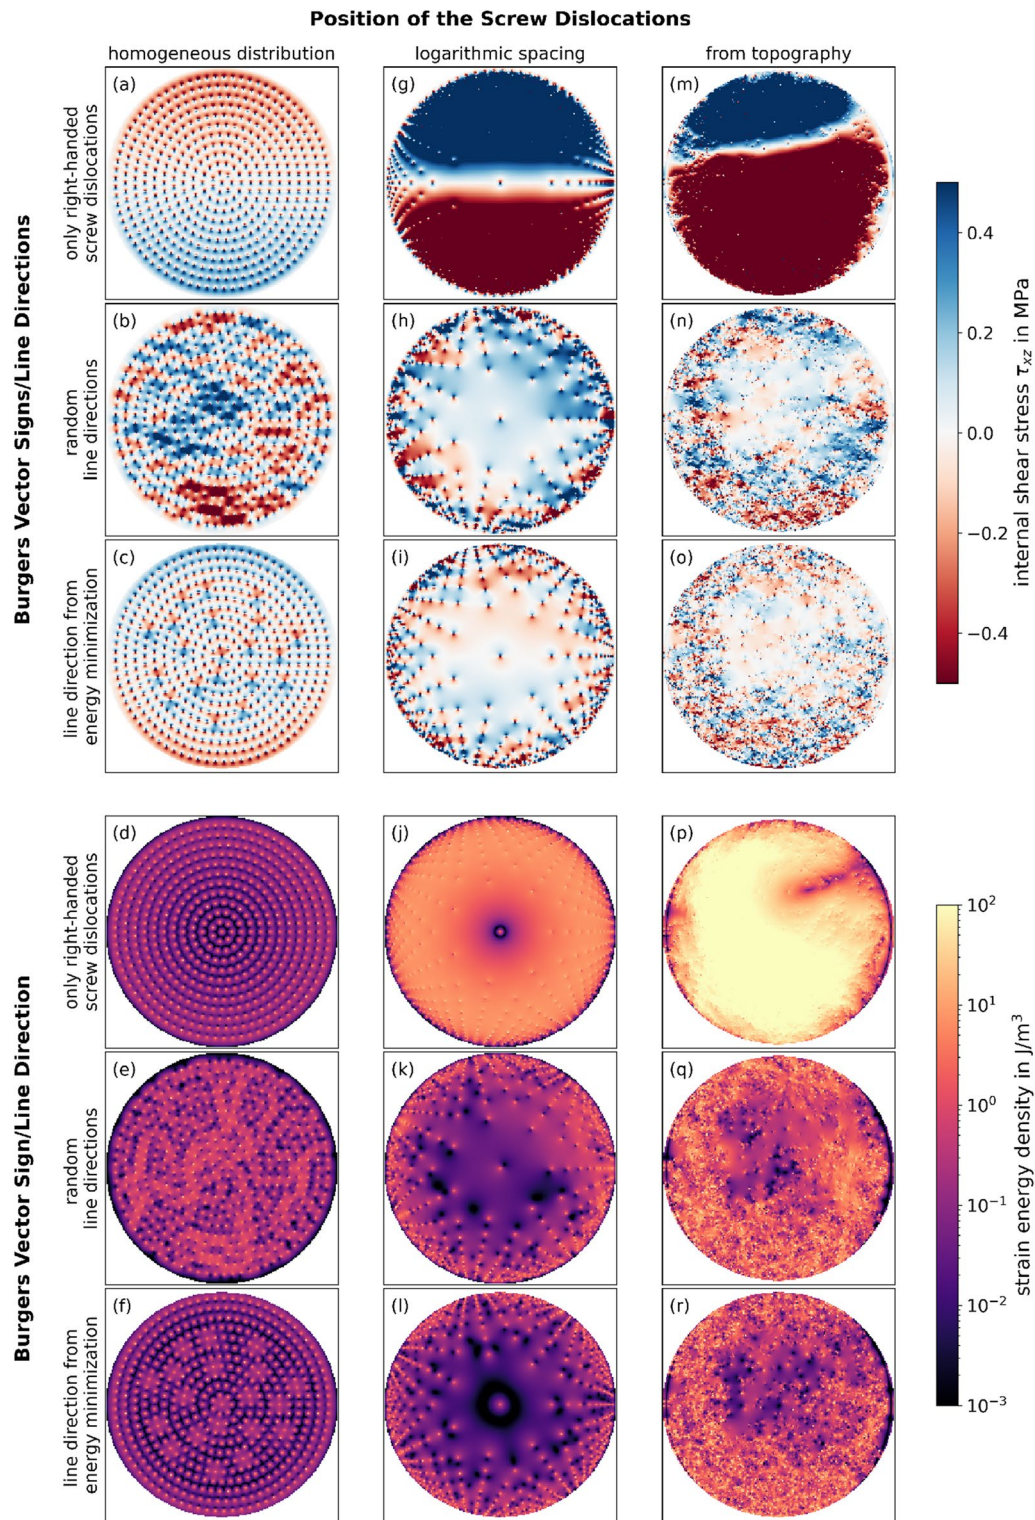 Position of the Screw Dislocations
homogeneous distribution
logarithmic spacing
from topography
Burgers Vector Signs/Line Directions
only right-handed
screw dislocations
(a)
(g)
(m)
random
line directions
(b)
(h)
(n)
line direction from
energy minimization
(c)
(i)
(o)
0.4
0.2
0.0
−0.2
−0.4
internal shear stress τxz in MPa
Burgers Vector Sign/Line Direction
only right-handed
screw dislocations
(d)
(j)
(p)
random
line directions
(e)
(k)
(q)
line direction from
energy minimization
(f)
(l)
(r)
10²
10¹
10⁰
10⁻¹
10⁻²
10⁻³
strain energy density in J/m³